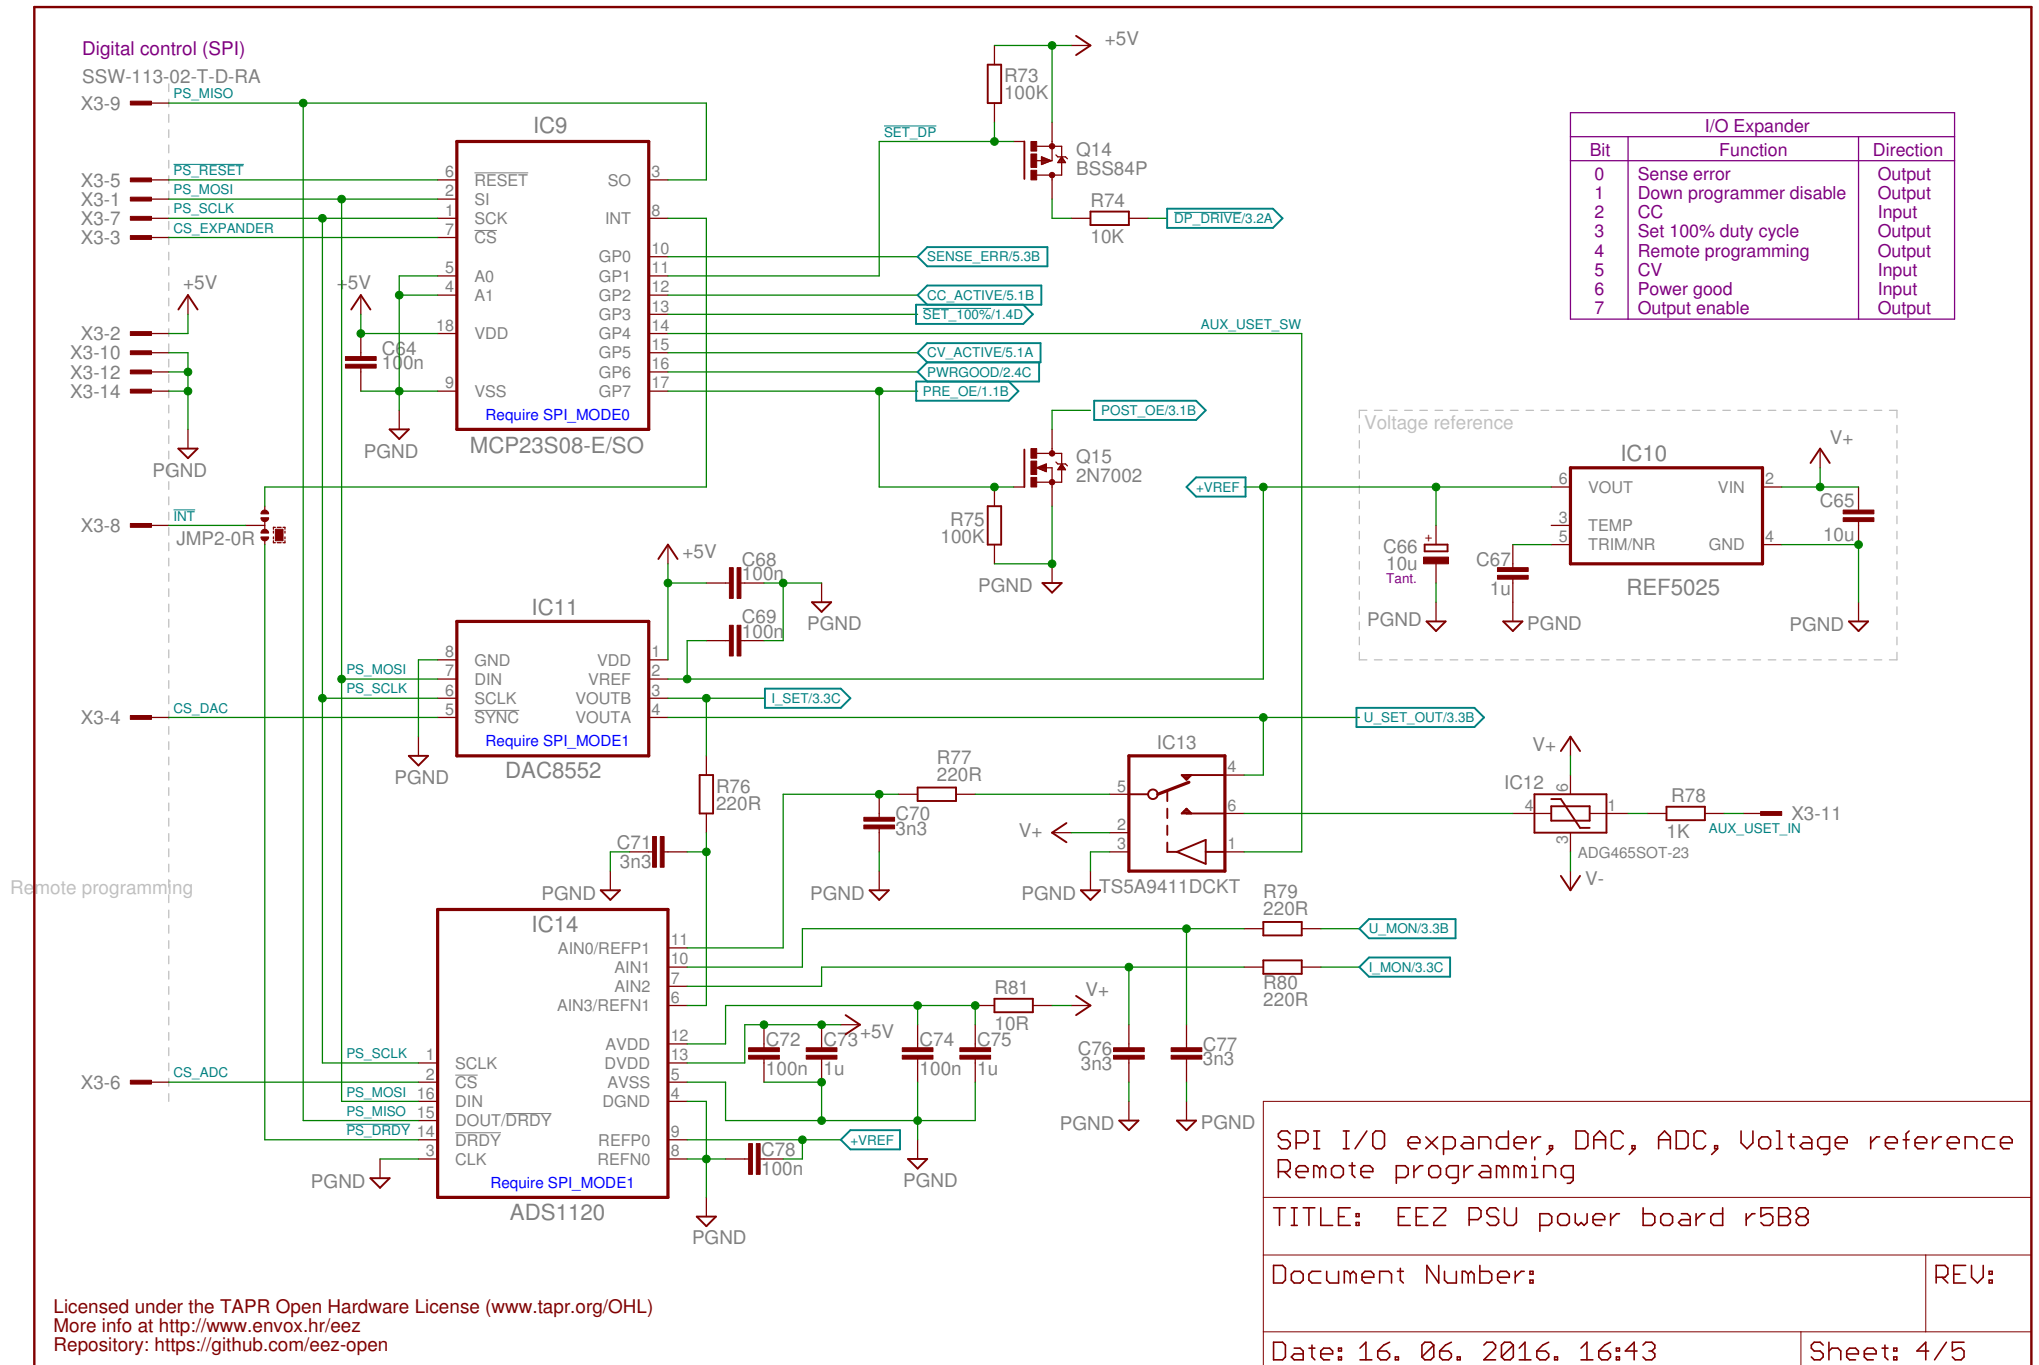 Digital control (SPI)
SSW-113-02-T-D-RA
X3-9
PS_MISO
X3-5
PS_RESET
X3-1
PS_MOSI
X3-7
PS_SCLK
X3-3
CS_EXPANDER
+5V
+5V
X3-2
X3-10
X3-12
X3-14
PGND
C64
100n
PGND
X3-8
INT
JMP2-0R
IC9
6 RESET
2 SI
1 SCK
7 CS
5 A0
4 A1
18 VDD
9 VSS
SO 3
INT 8
GP0 10
GP1 11
GP2 12
GP3 13
GP4 14
GP5 15
GP6 16
GP7 17
Require SPI_MODE0
MCP23S08-E/SO
SET_DP
R73
100K
+5V
Q14
BSS84P
R74
10K
DP_DRIVE/3.2A
SENSE_ERR/5.3B
CC_ACTIVE/5.1B
SET_100%/1.4D
AUX_USET_SW
CV_ACTIVE/5.1A
PWRGOOD/2.4C
PRE_OE/1.1B
POST_OE/3.1B
Q15
2N7002
R75
100K
PGND
I/O Expander
Bit Function Direction
0 Sense error Output
1 Down programmer disable Output
2 CC Input
3 Set 100% duty cycle Output
4 Remote programming Output
5 CV Input
6 Power good Input
7 Output enable Output
Voltage reference
+VREF
IC10
6 VOUT
3 TEMP
5 TRIM/NR
VIN 2
GND 4
REF5025
V+
C65
10u
C66
+
10u
Tant.
C67
1u
PGND
PGND
PGND
+5V
C68
100n
C69
100n
PGND
IC11
8 GND
7 DIN
6 SCLK
5 SYNC
VDD 1
VREF 2
VOUTB 3
VOUTA 4
Require SPI_MODE1
DAC8552
PS_MOSI
PS_SCLK
X3-4
CS_DAC
PGND
I_SET/3.3C
U_SET_OUT/3.3B
R76
220R
C71
3n3
PGND
R77
220R
C70
3n3
PGND
IC13
5
2
3
4
6
1
V+
PGND
TS5A9411DCKT
V+
IC12
6
4
1
3
ADG465SOT-23
V-
R78
1K
X3-11
AUX_USET_IN
Remote programming
R79
220R
U_MON/3.3B
R80
220R
I_MON/3.3C
IC14
AIN0/REFP1 11
AIN1 10
AIN2 7
AIN3/REFN1 6
AVDD 12
DVDD 13
AVSS 5
DGND 4
REFP0 9
REFN0 8
1 SCLK
2 CS
16 DIN
15 DOUT/DRDY
14 DRDY
3 CLK
Require SPI_MODE1
ADS1120
X3-6
CS_ADC
PS_SCLK
PS_MOSI
PS_MISO
PS_DRDY
PGND
C72
100n
C73
1u
+5V
C74
100n
C75
1u
R81
10R
V+
C76
3n3
C77
3n3
PGND
PGND
C78
100n
+VREF
PGND
PGND
SPI I/O expander, DAC, ADC, Voltage reference
Remote programming
TITLE: EEZ PSU power board r5B8
Document Number:
REV:
Date: 16. 06. 2016. 16:43
Sheet: 4/5
Licensed under the TAPR Open Hardware License (www.tapr.org/OHL)
More info at http://www.envox.hr/eez
Repository: https://github.com/eez-open